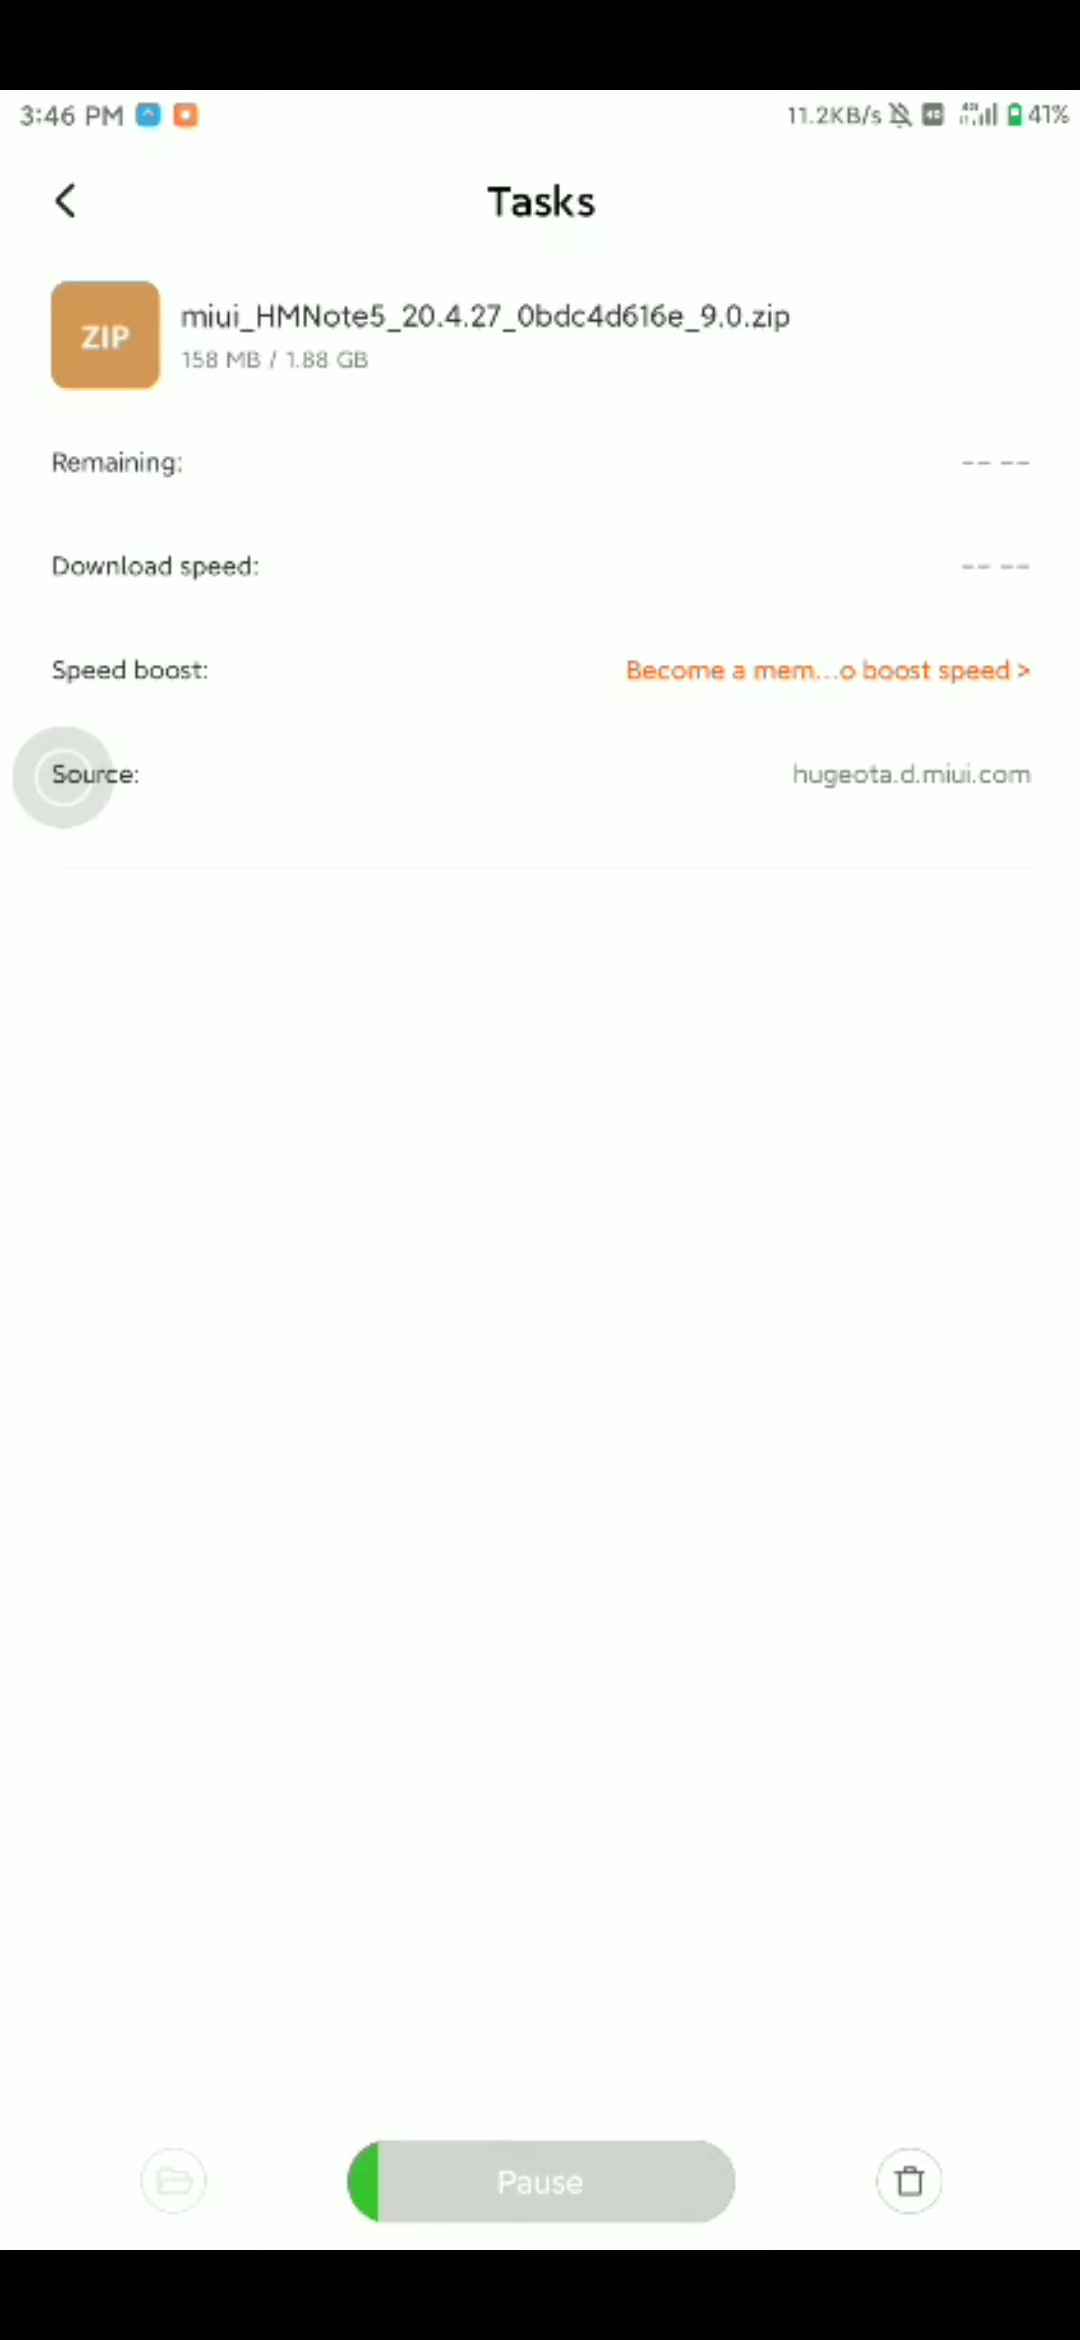 3:46 PM
11.2KB/s
41%
Tasks
ZIP
miui_HMNote5_20.4.27_0bdc4d616e_9.0.zip
158 MB / 1.88 GB
Remaining: -- --
Download speed: -- --
Speed boost: Become a mem...o boost speed >
Source: hugeota.d.miui.com
Pause